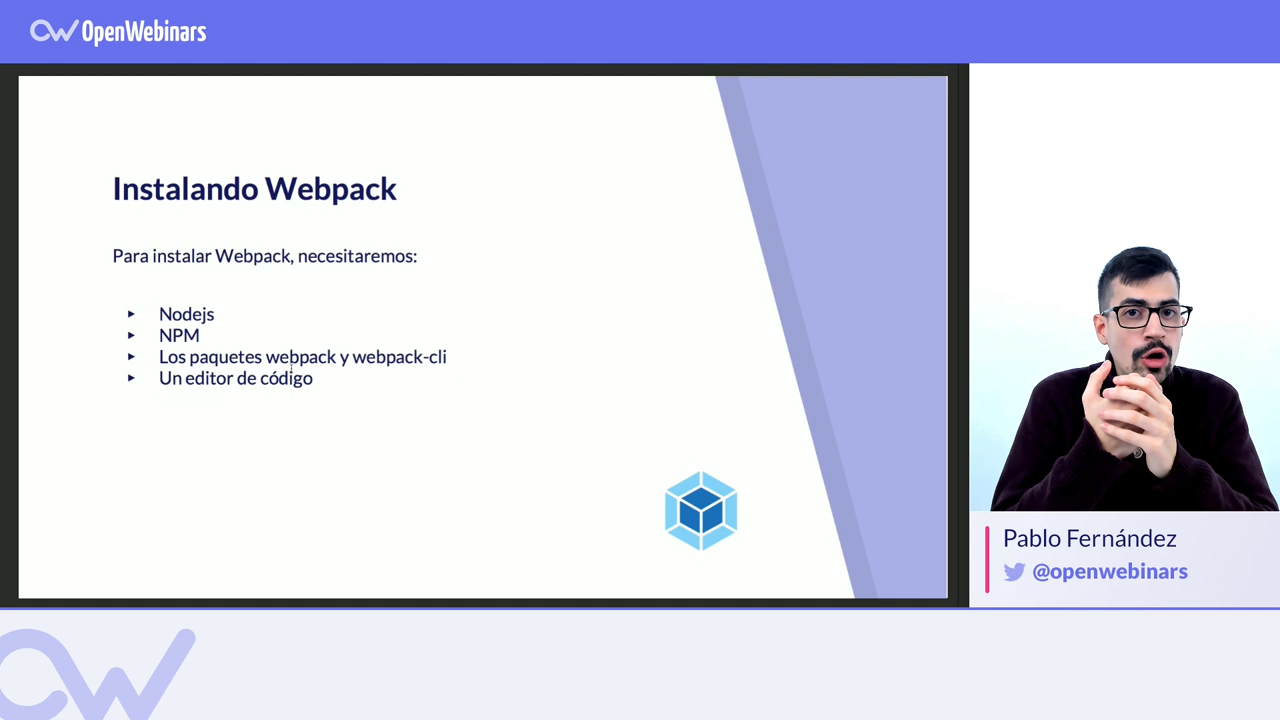 OpenWebinars
Instalando Webpack
Para instalar Webpack, necesitaremos:
▸ Nodejs
▸ NPM
▸ Los paquetes webpack y webpack-cli
▸ Un editor de código
Pablo Fernández
@openwebinars